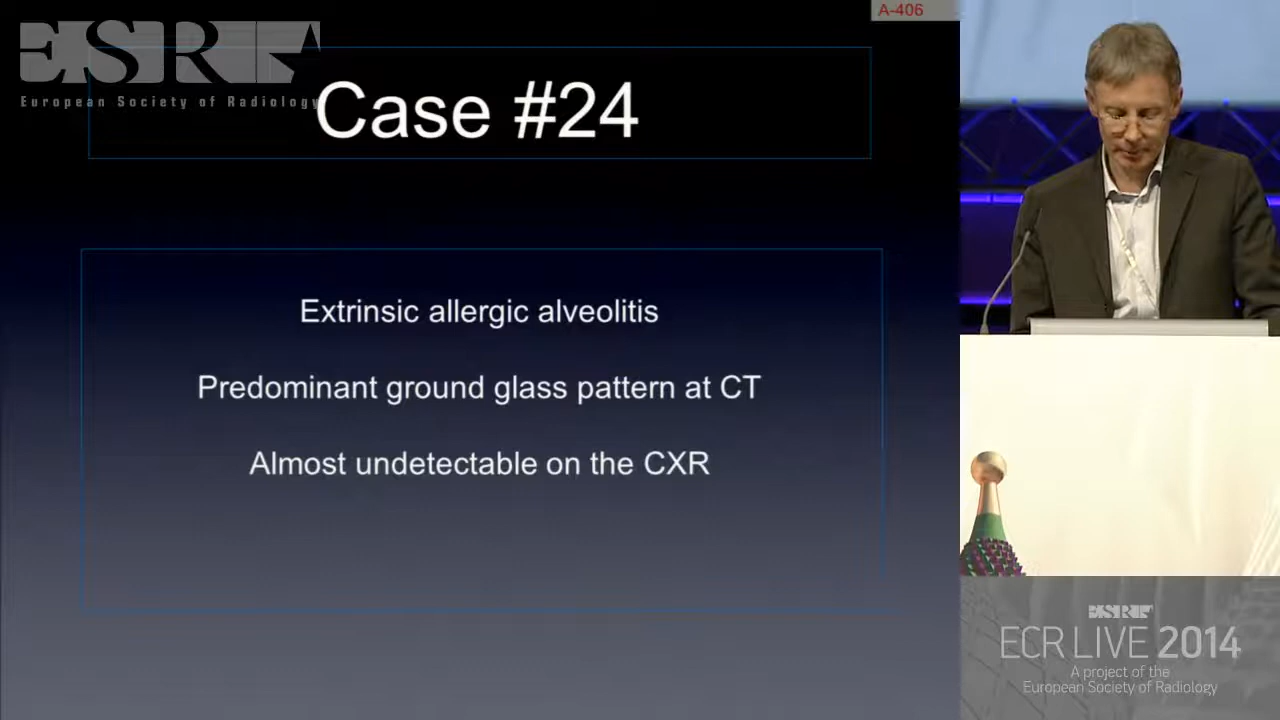 A-406
ESR
European Society of Radiology
Case #24
Extrinsic allergic alveolitis
Predominant ground glass pattern at CT
Almost undetectable on the CXR
ESR
ECR LIVE 2014
A project of the
European Society of Radiology